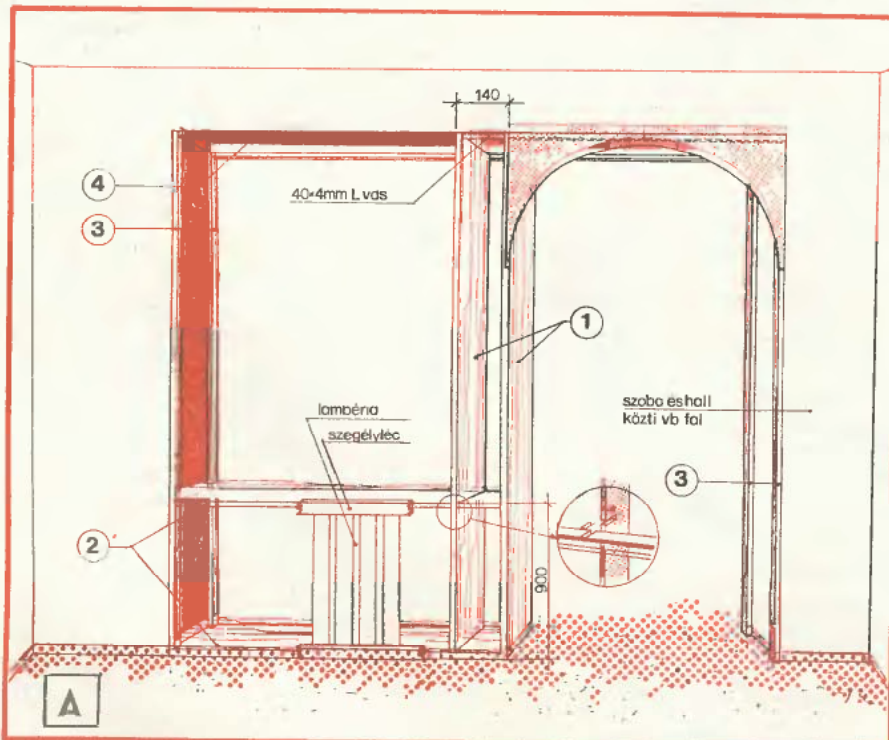 140
4
40×4mm L vas
3
1
lambéria
szegélyléc
szoba és hall
közti vb fal
3
2
900
A